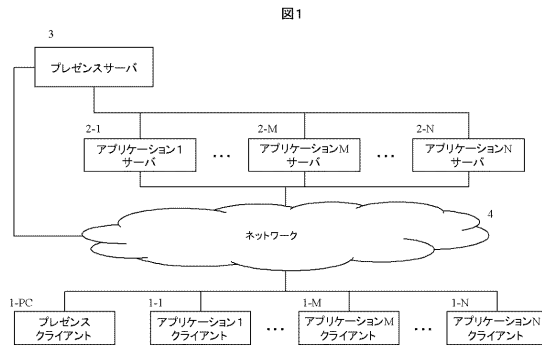 図1
3
プレゼンスサーバ
2-1
2-M
2-N
アプリケーション1
サーバ
アプリケーションM
サーバ
アプリケーションN
サーバ
・・・
・・・
4
ネットワーク
1-PC
1-1
1-M
1-N
プレゼンス
クライアント
アプリケーション1
クライアント
・・・
アプリケーションM
クライアント
・・・
アプリケーションN
クライアント